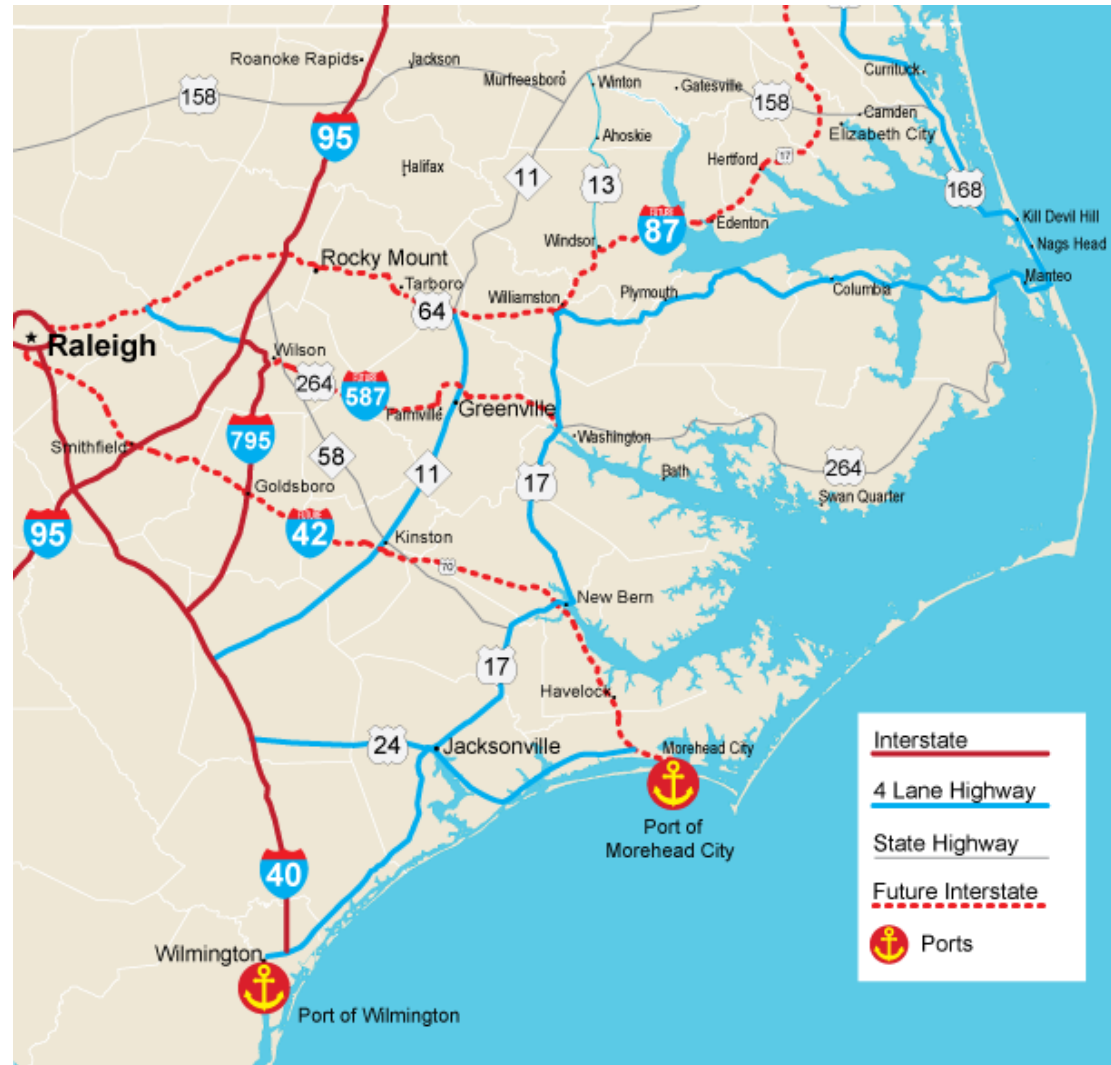 Roanoke Rapids
Jackson
Murfreesboro
Winton
Gatesville
Currituck
158
158
Camden
Elizabeth City
95
Ahoskie
Halifax
11
13
Hertford
17
168
Kill Devil Hill
FUTURE
87
Edenton
Windsor
Nags Head
Rocky Mount
Tarboro
64
Williamston
Plymouth
Columbia
Manteo
Raleigh
Wilson
264
FUTURE
587
Farmville
Greenville
Washington
Smithfield
795
58
11
17
Bath
264
Swan Quarter
Goldsboro
95
FUTURE
42
Kinston
70
New Bern
17
Havelock
24
Jacksonville
Morehead City
Port of
Morehead City
40
Wilmington
Port of Wilmington
Interstate
4 Lane Highway
State Highway
Future Interstate
Ports